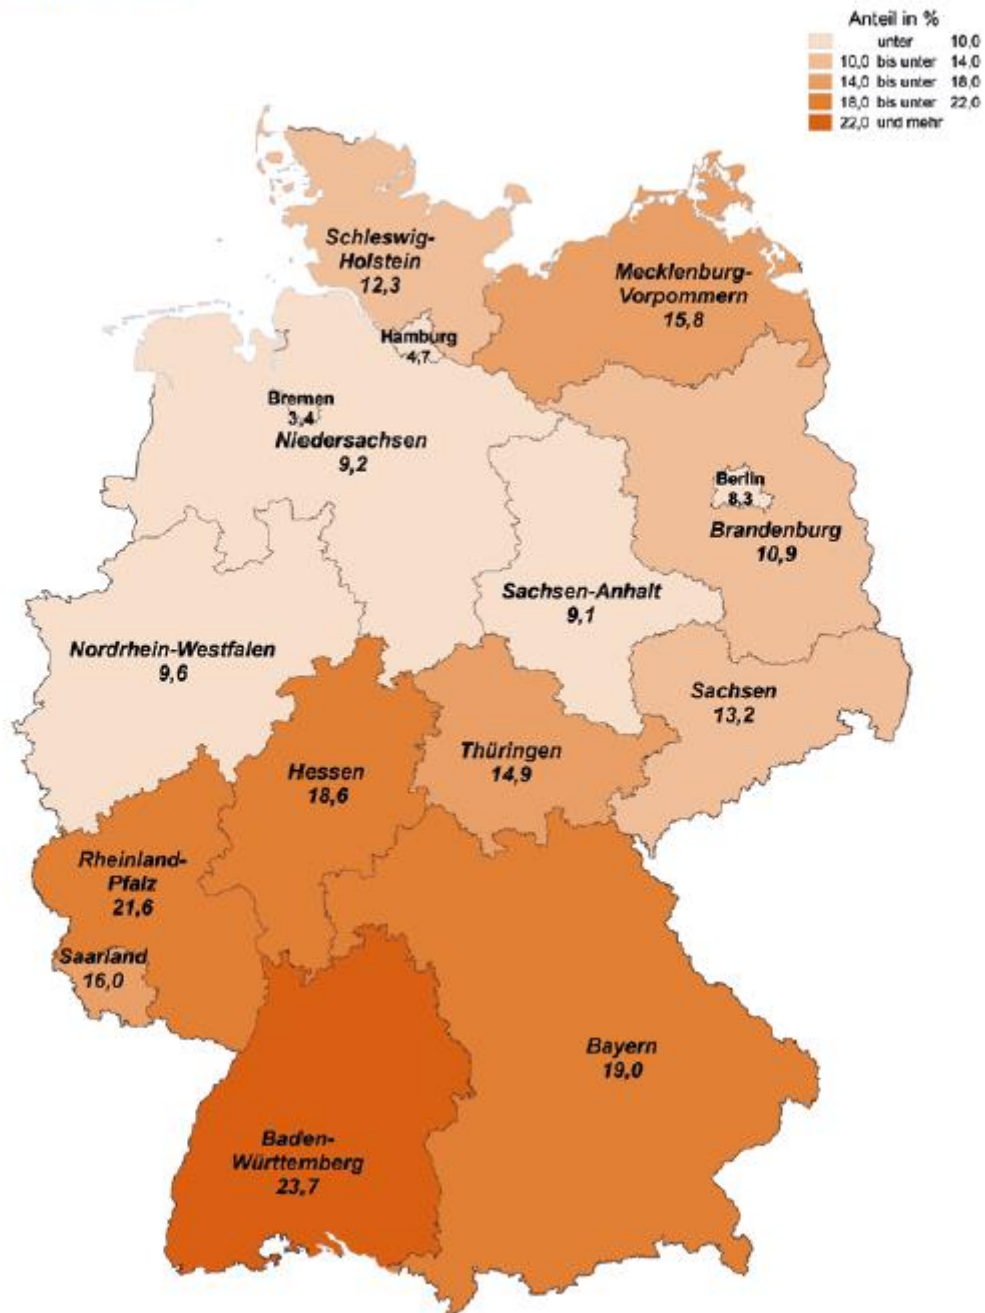 Anteil in %
unter 10,0
10,0 bis unter 14,0
14,0 bis unter 18,0
18,0 bis unter 22,0
22,0 und mehr
Schleswig-
Holstein
12,3
Mecklenburg-
Vorpommern
15,8
Hamburg
4,7
Bremen
3,4
Niedersachsen
9,2
Berlin
8,3
Brandenburg
10,9
Sachsen-Anhalt
9,1
Nordrhein-Westfalen
9,6
Sachsen
13,2
Thüringen
14,9
Hessen
18,6
Rheinland-
Pfalz
21,6
Saarland
16,0
Bayern
19,0
Baden-
Württemberg
23,7